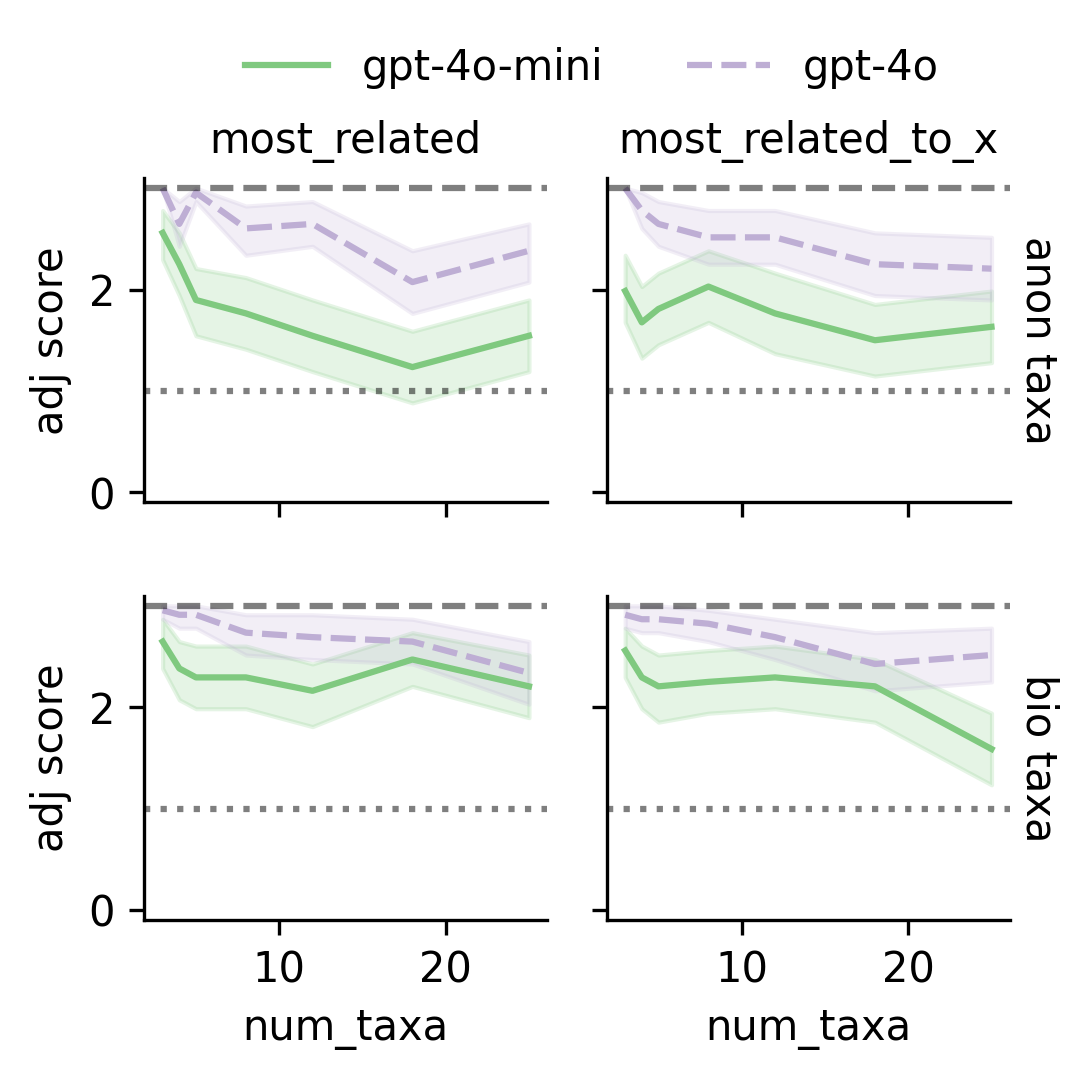 gpt-4o-mini gpt-4o
most_related most_related_to_x
adj score
2
0
anon taxa
adj score
2
0
bio taxa
10 20 10 20
num_taxa num_taxa